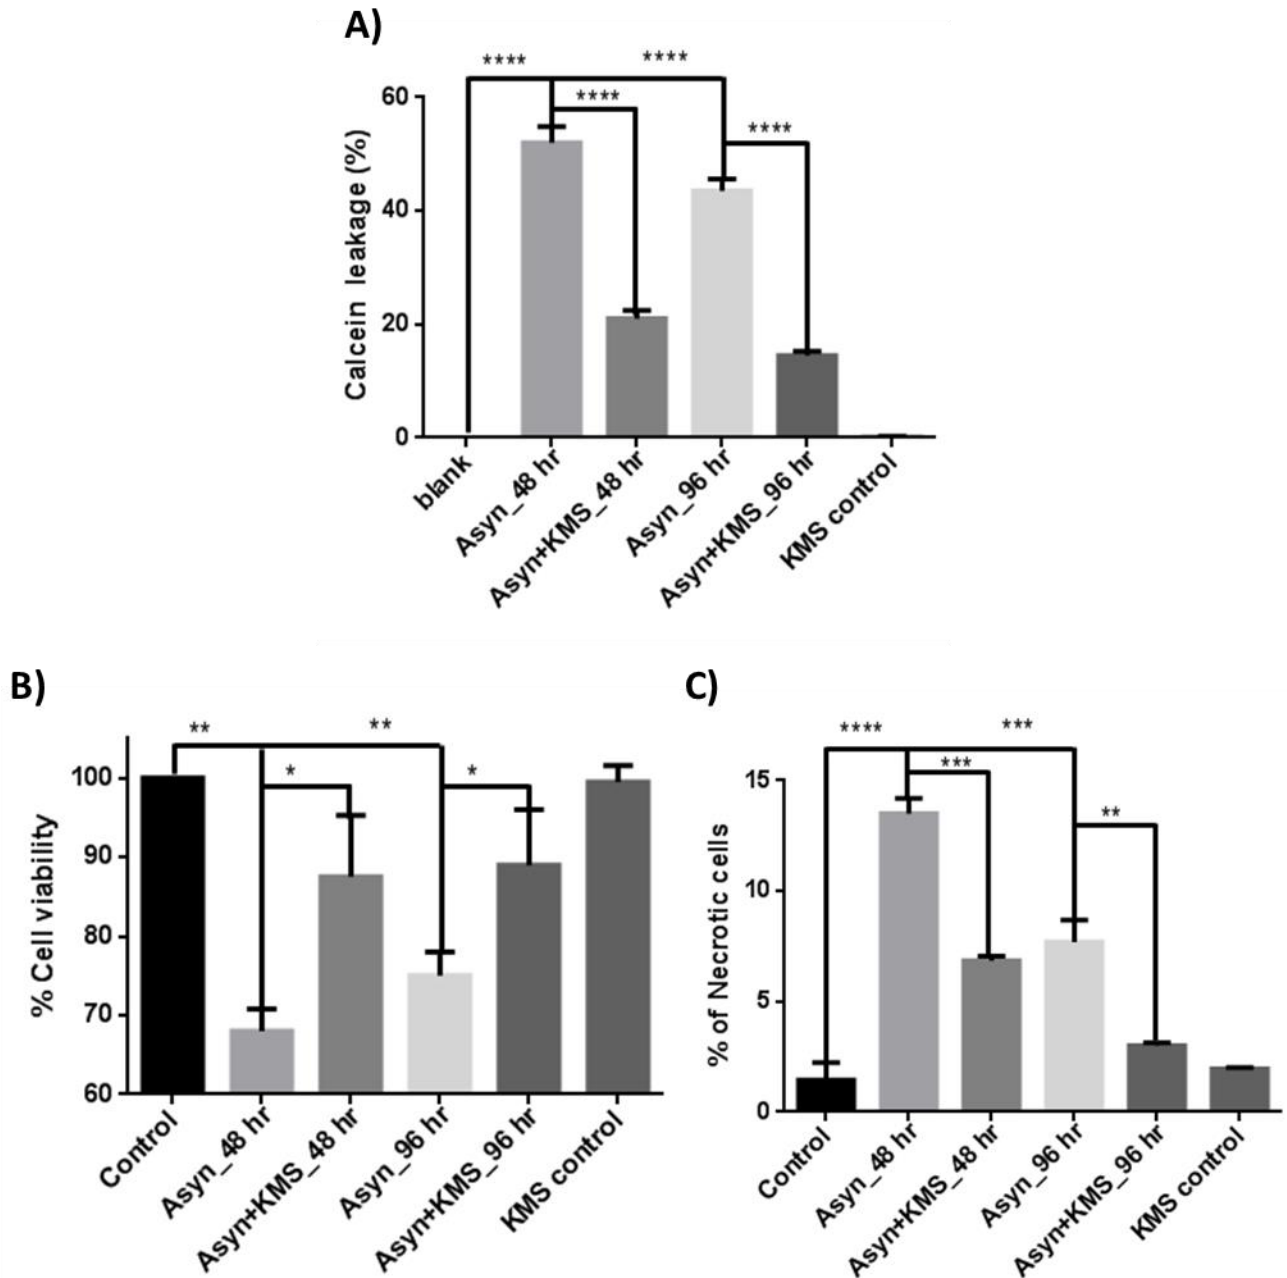 A)
**** ****
****
****
60
40
20
0
Calcein leakage (%)
blank
Asyn_48 hr
Asyn+KMS_48 hr
Asyn_96 hr
Asyn+KMS_96 hr
KMS control
B)
** **
* *
100
90
80
70
60
% Cell viability
Control
Asyn_48 hr
Asyn+KMS_48 hr
Asyn_96 hr
Asyn+KMS_96 hr
KMS control
C)
**** ***
***
**
15
10
5
0
% of Necrotic cells
Control
Asyn_48 hr
Asyn+KMS_48 hr
Asyn_96 hr
Asyn+KMS_96 hr
KMS control